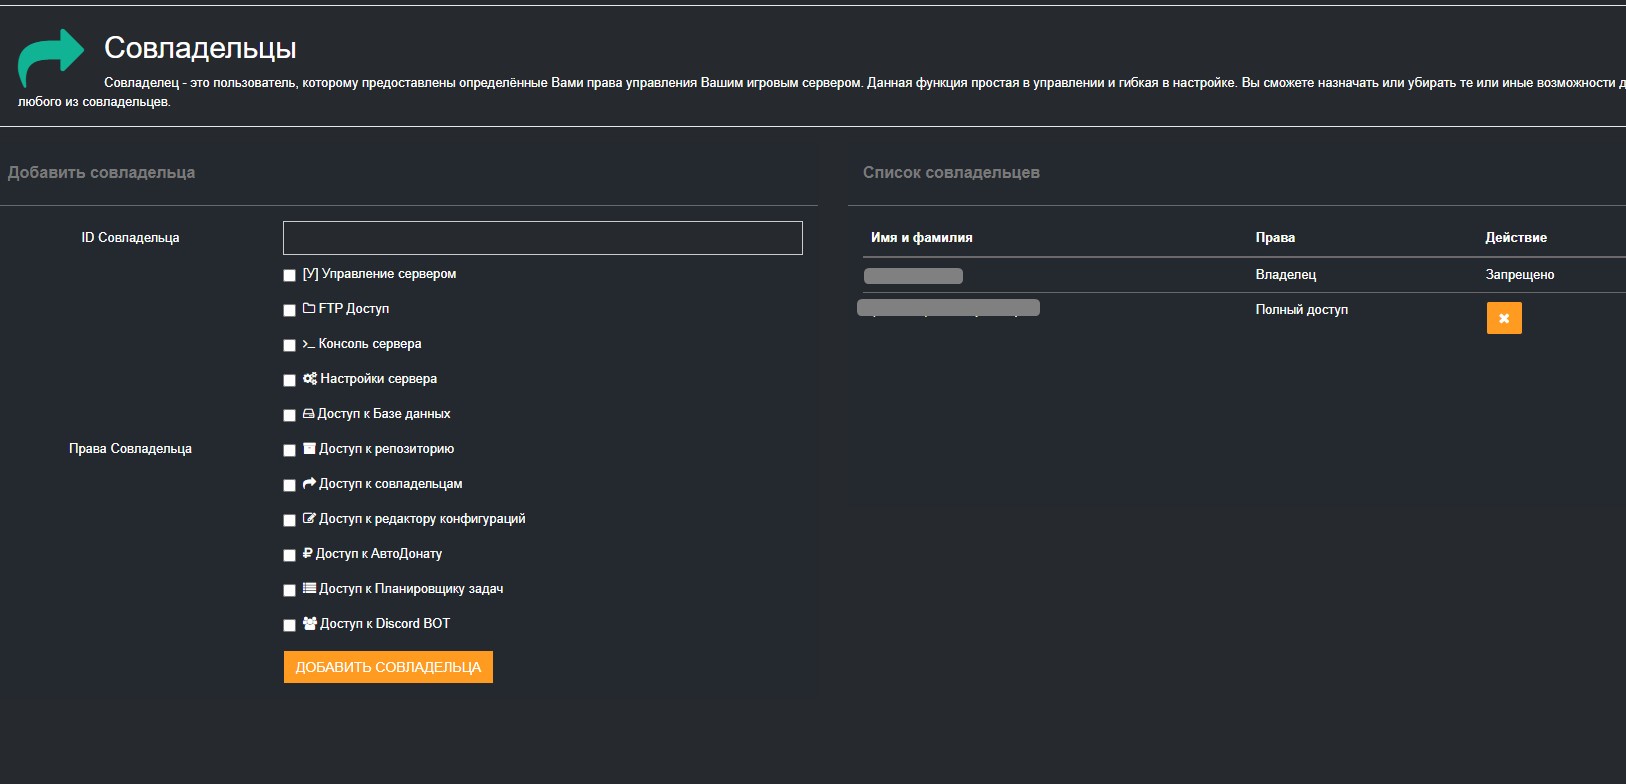 Совладельцы
Совладелец - это пользователь, которому предоставлены определённые Вами права управления Вашим игровым сервером. Данная функция простая в управлении и гибкая в настройке. Вы сможете назначать или убирать те или иные возможности
любого из совладельцев.
Добавить совладельца
ID Совладельца
[У] Управление сервером
FTP Доступ
Консоль сервера
Настройки сервера
Доступ к Базе данных
Права Совладельца
Доступ к репозиторию
Доступ к совладельцам
Доступ к редактору конфигураций
Доступ к АвтоДонату
Доступ к Планировщику задач
Доступ к Discord BOT
ДОБАВИТЬ СОВЛАДЕЛЬЦА
Список совладельцев
Имя и фамилия Права Действие
Владелец Запрещено
Полный доступ